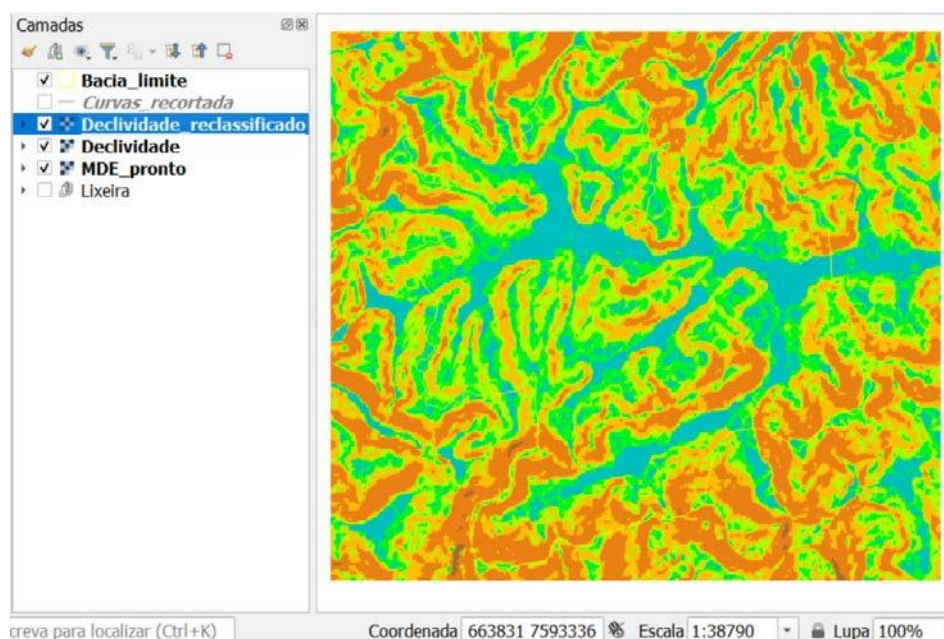 Camadas
Bacia_limite
Curvas_recortada
Declividade_reclassificado
Declividade
MDE_pronto
Lixeira
creva para localizar (Ctrl+K) Coordenada 663831 7593336 Escala 1:38790 Lupa 100%